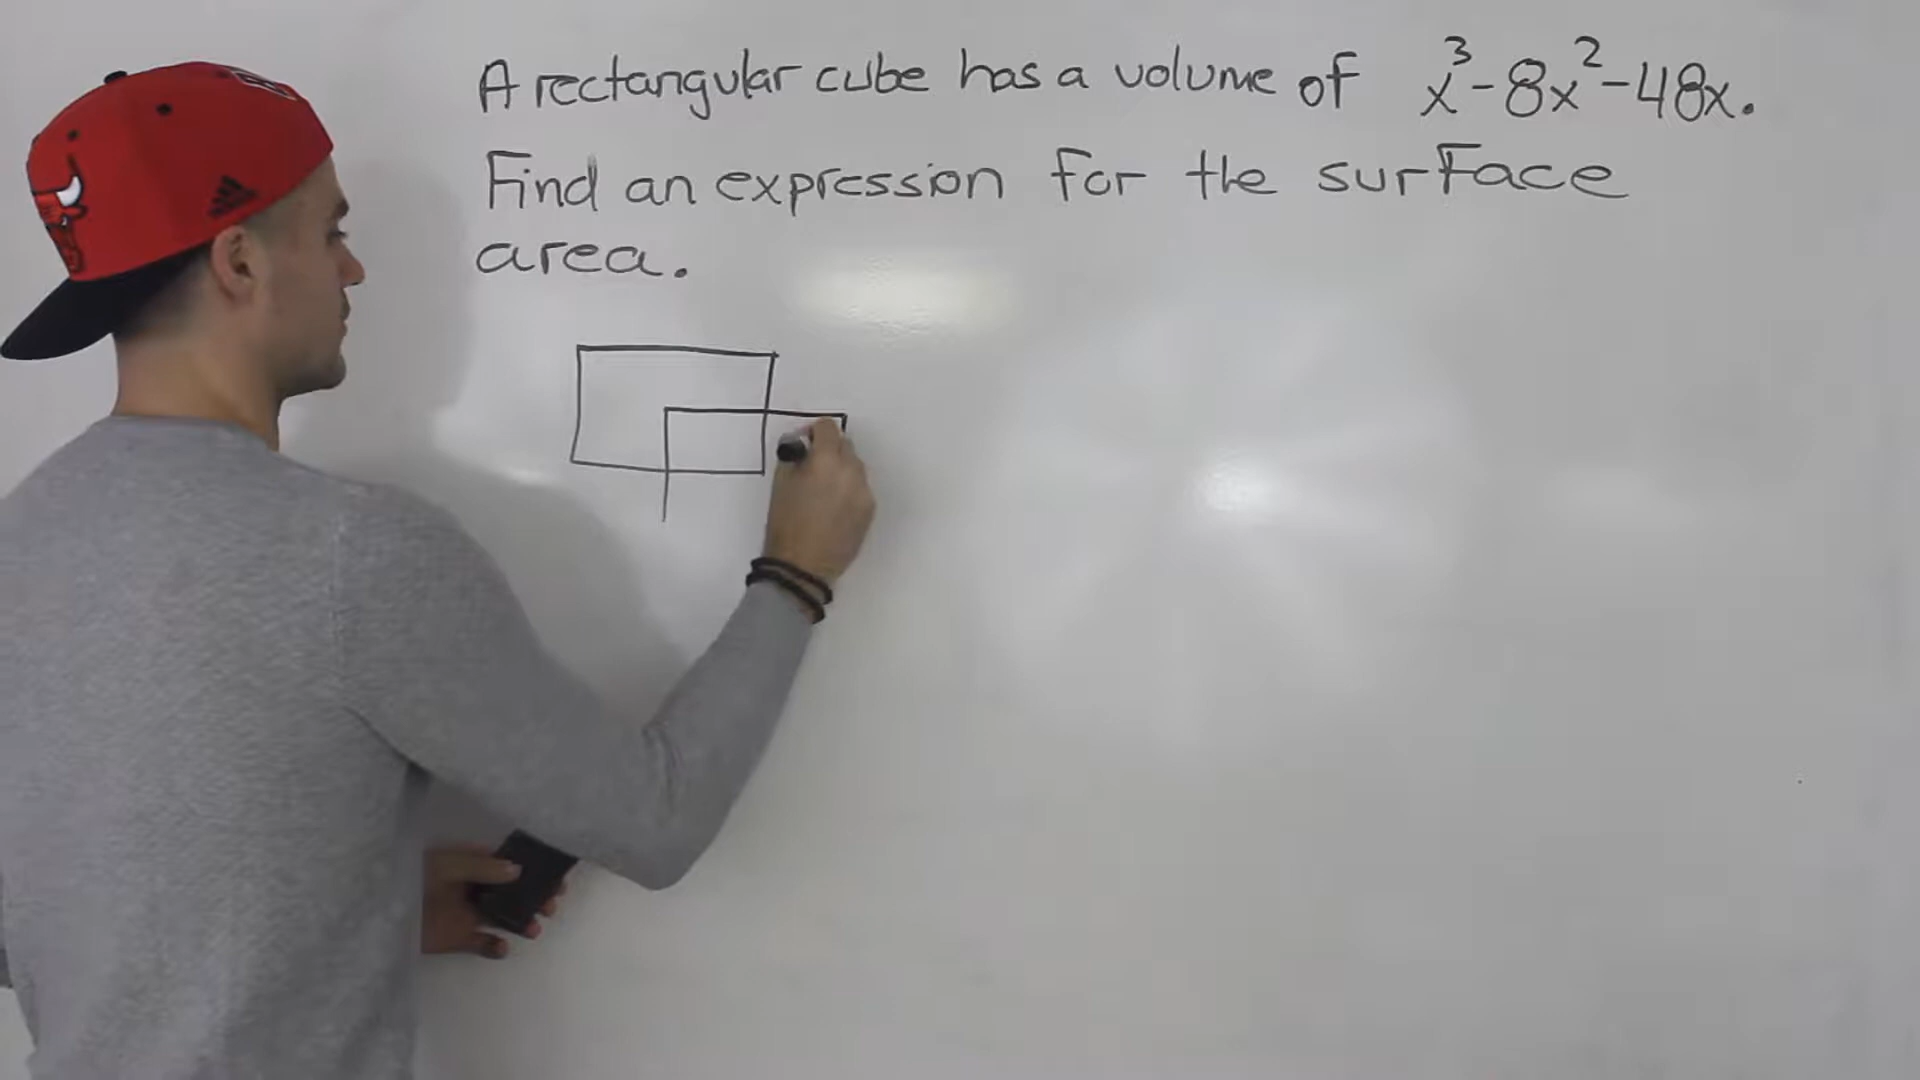 A rectangular cube has a volume of x³-8x²-48x.
Find an expression for the surface
area.